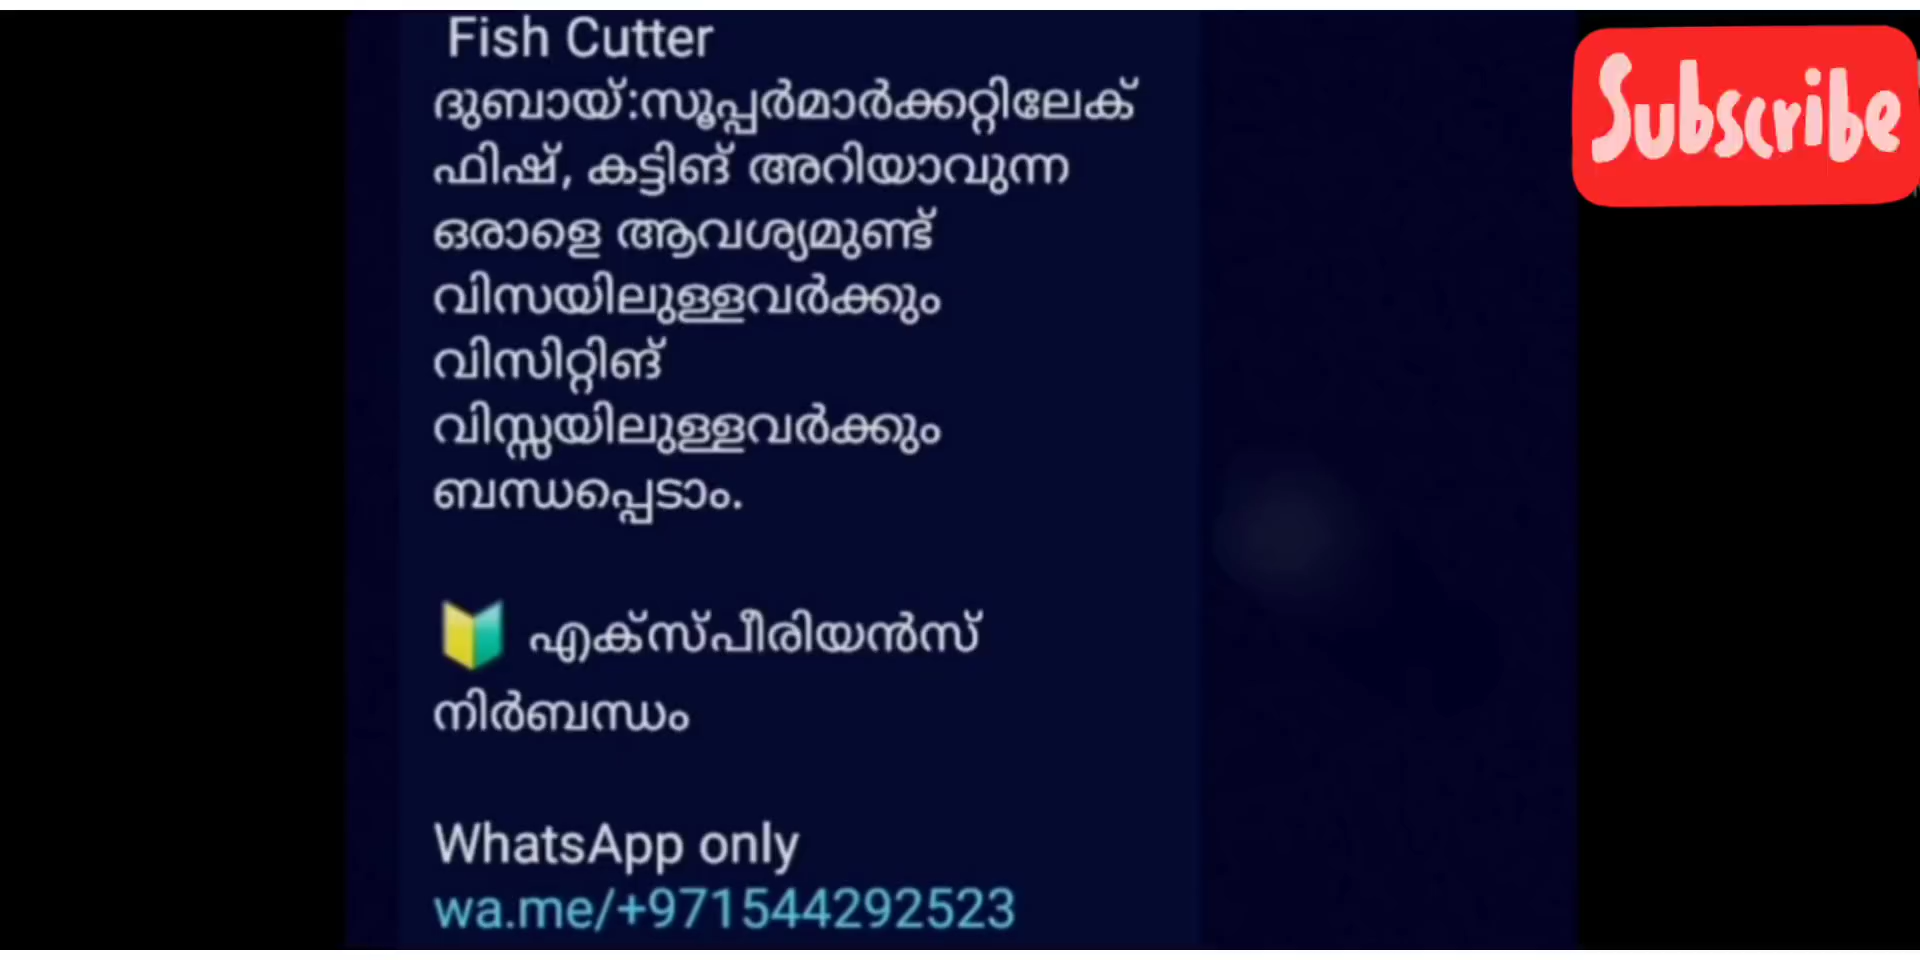 Fish Cutter
ദുബായ്:സൂപ്പർമാർക്കറ്റിലേക്
ഫിഷ്, കട്ടിങ് അറിയാവുന്ന
ഒരാളെ ആവശ്യമുണ്ട്
വിസയിലുള്ളവർക്കും
വിസിറ്റിങ്
വിസ്സയിലുള്ളവർക്കും
ബന്ധപ്പെടാം.
🔰 എക്സ്പീരിയൻസ്
നിർബന്ധം
WhatsApp only
wa.me/+971544292523
Subscribe